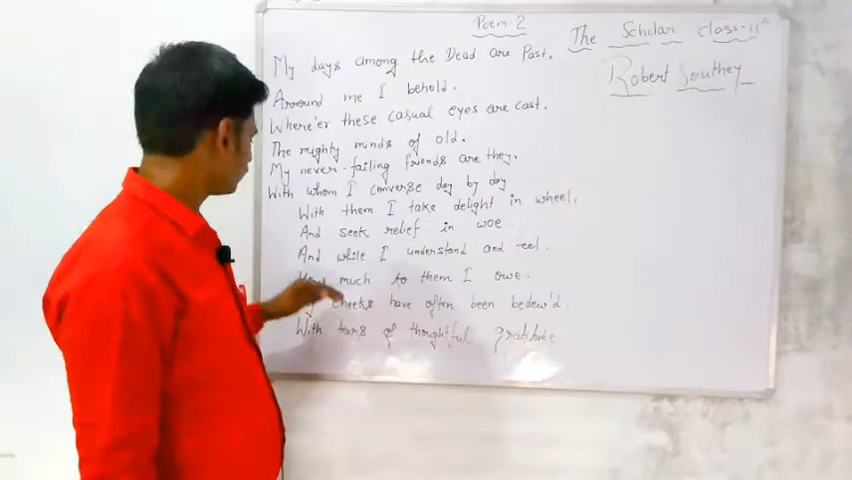 Poem 2
The Scholar class-11th
Robert Southey
My days among the Dead are Past.
Around me I behold.
Where'er these casual eyes are cast.
The mighty minds of old.
My never-failing friends are they.
With whom I converse day by day.
With them I take delight in wheel,
And seek relief in woe.
And while I understand and feel.
much to them I owe.
cheeks have often been bedew'd.
With tears of thoughtful gratitude